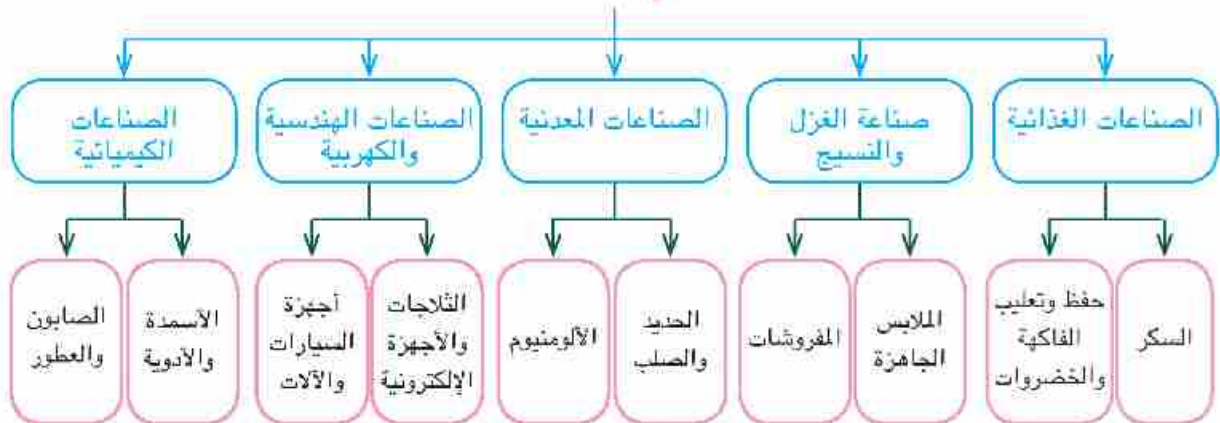 الصناعات الغذائية
صناعة الغزل
والنسيج
الصناعات المعدنية
الصناعات الهندسية
والكهربية
الصناعات
الكيميائية
السكر
حفظ وتعليب
الفاكهة
والخضروات
الملابس
الجاهزة
المفروشات
الحديد
والصلب
الألومنيوم
الثلاجات
والأجهزة
الإلكترونية
أجهزة
السيارات
والآلات
الأسمدة
والأدوية
الصابون
والعطور